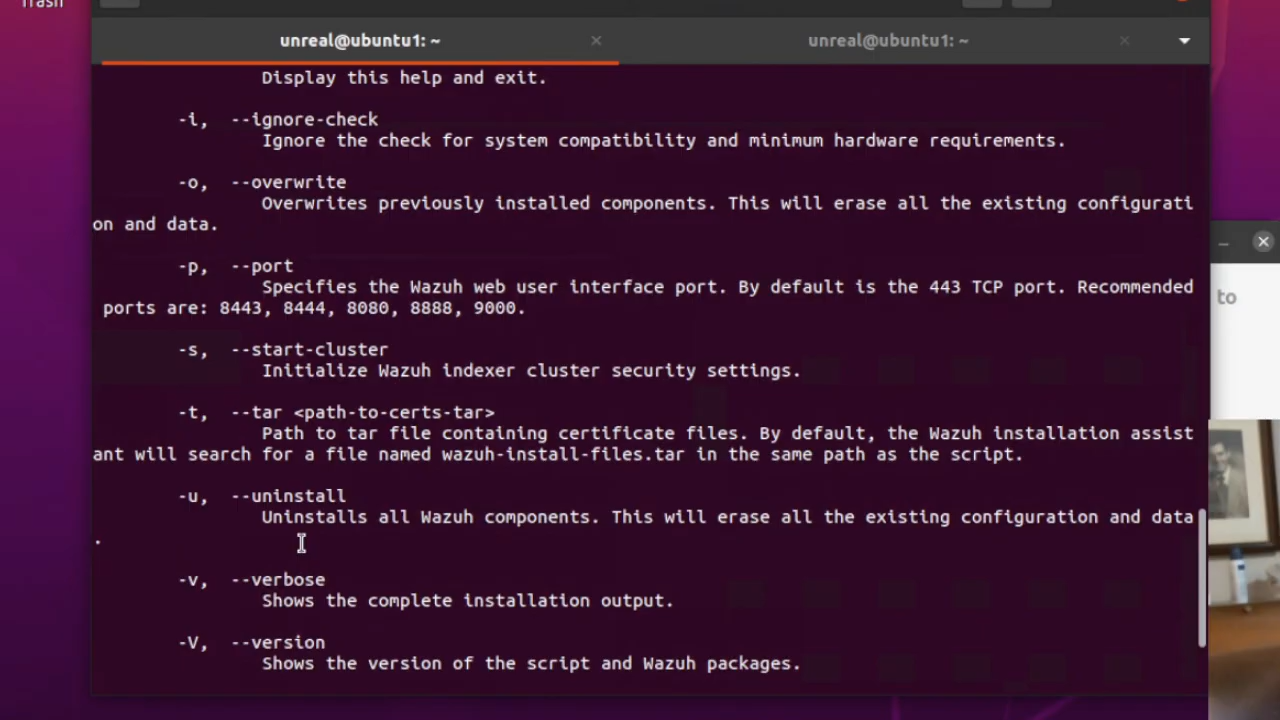 Trash
unreal@ubuntu1: ~
unreal@ubuntu1: ~
Display this help and exit.
-i, --ignore-check
Ignore the check for system compatibility and minimum hardware requirements.
-o, --overwrite
Overwrites previously installed components. This will erase all the existing configurati
on and data.
-p, --port
Specifies the Wazuh web user interface port. By default is the 443 TCP port. Recommended
ports are: 8443, 8444, 8080, 8888, 9000.
-s, --start-cluster
Initialize Wazuh indexer cluster security settings.
-t, --tar <path-to-certs-tar>
Path to tar file containing certificate files. By default, the Wazuh installation assist
ant will search for a file named wazuh-install-files.tar in the same path as the script.
-u, --uninstall
Uninstalls all Wazuh components. This will erase all the existing configuration and data
.
-v, --verbose
Shows the complete installation output.
-V, --version
Shows the version of the script and Wazuh packages.
to